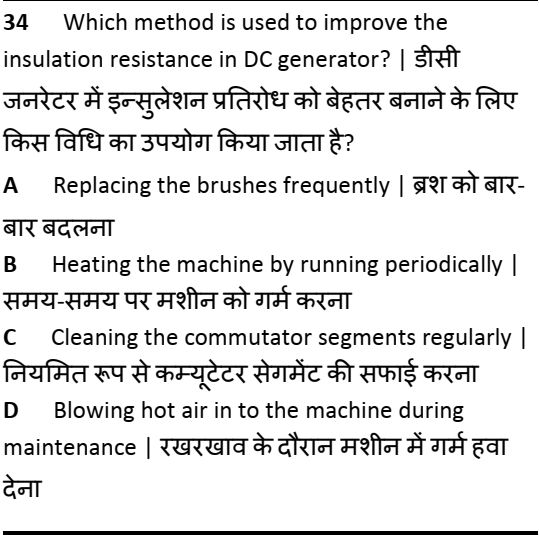 34 Which method is used to improve the
insulation resistance in DC generator? | डीसी
जनरेटर में इन्सुलेशन प्रतिरोध को बेहतर बनाने के लिए
किस विधि का उपयोग किया जाता है?
A Replacing the brushes frequently | ब्रश को बार-
बार बदलना
B Heating the machine by running periodically |
समय-समय पर मशीन को गर्म करना
C Cleaning the commutator segments regularly |
नियमित रूप से कम्यूटेटर सेगमेंट की सफाई करना
D Blowing hot air in to the machine during
maintenance | रखरखाव के दौरान मशीन में गर्म हवा
देना